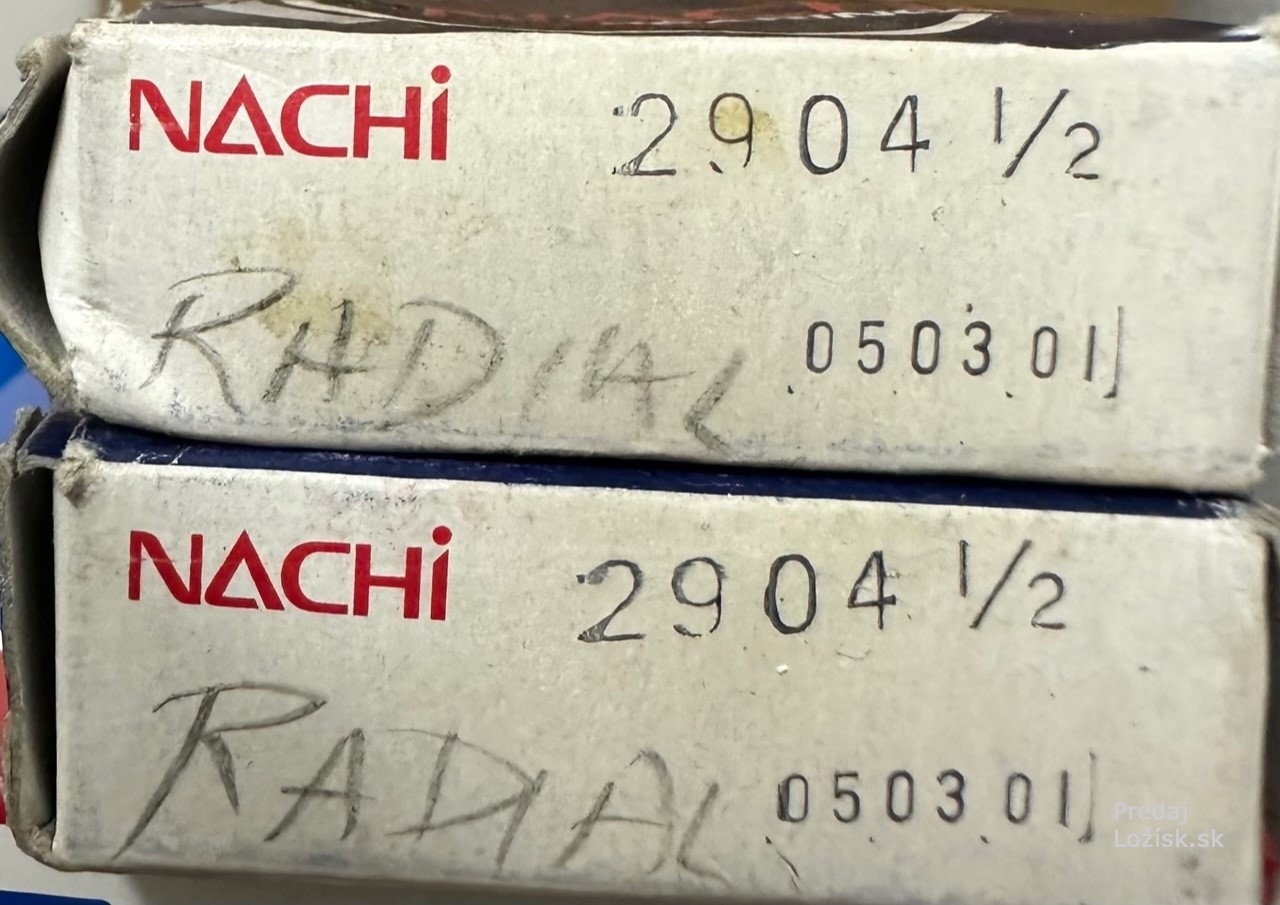 NACHi 2904 1/2
RADIAL 050301
NACHi 2904 1/2
RADIAL 050301
Predaj
Ložísk.sk